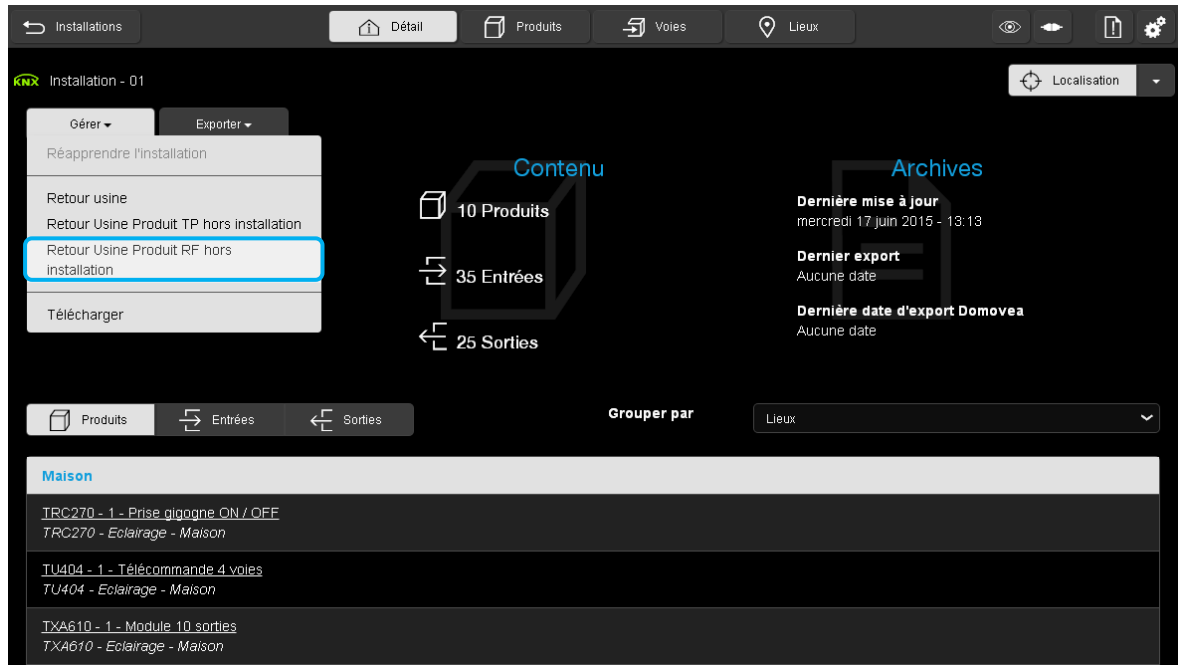 Installations
Détail
Produits
Voies
Lieux
KNX Installation - 01
Localisation
Gérer
Exporter
Réapprendre l'installation
Retour usine
Retour Usine Produit TP hors installation
Retour Usine Produit RF hors
installation
Télécharger
Contenu
10 Produits
35 Entrées
25 Sorties
Archives
Dernière mise à jour
mercredi 17 juin 2015 - 13:13
Dernier export
Aucune date
Dernière date d'export Domovea
Aucune date
Produits
Entrées
Sorties
Grouper par
Lieux
Maison
TRC270 - 1 - Prise gigogne ON / OFF
TRC270 - Eclairage - Maison
TU404 - 1 - Télécommande 4 voies
TU404 - Eclairage - Maison
TXA610 - 1 - Module 10 sorties
TXA610 - Eclairage - Maison